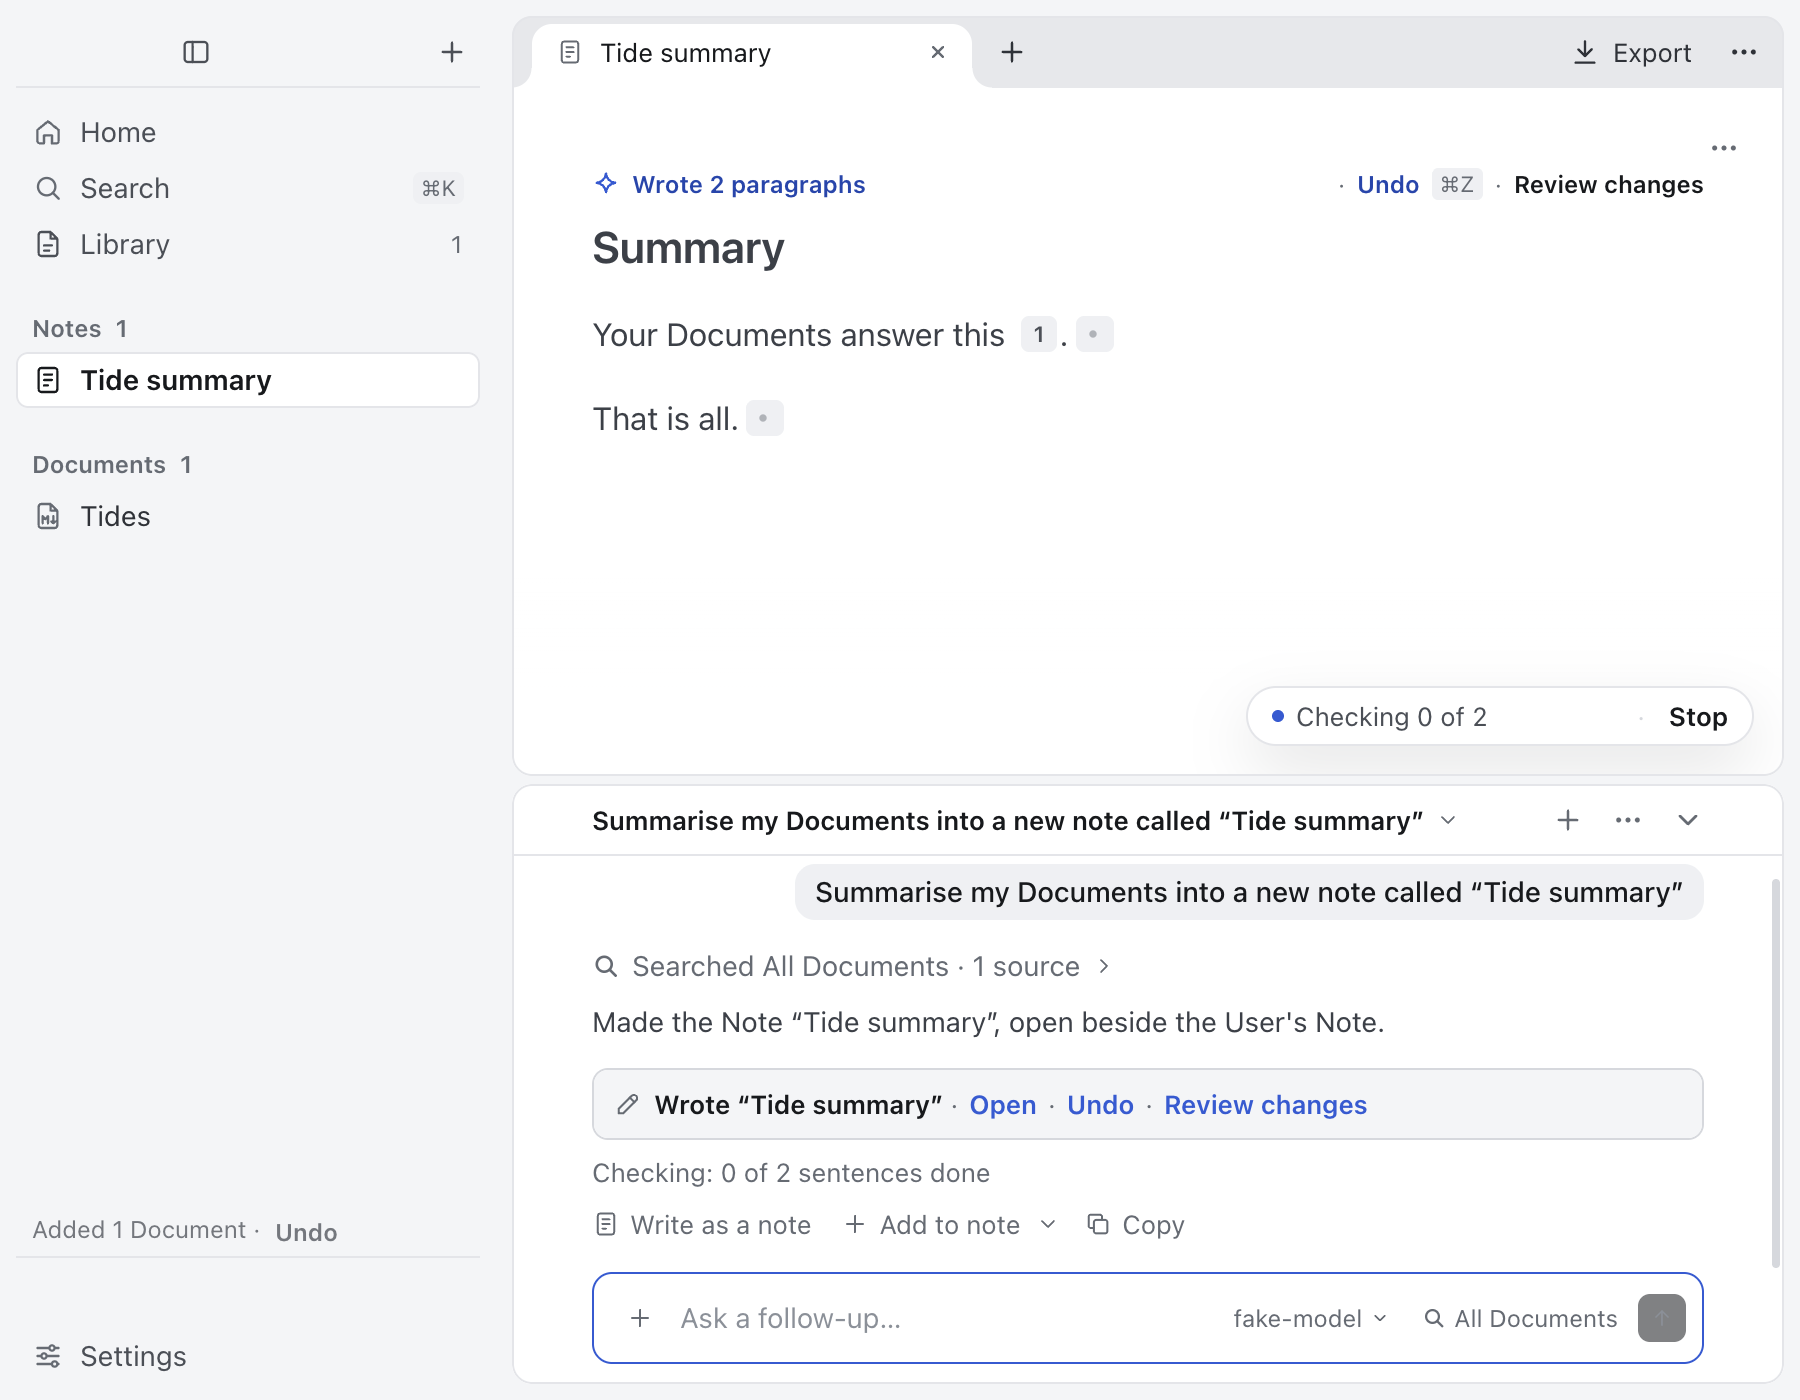 Home
Search ⌘K
Library 1
Notes 1
Tide summary
Documents 1
Tides
Added 1 Document · Undo
Settings
Tide summary
Export
Wrote 2 paragraphs · Undo ⌘Z · Review changes
Summary
Your Documents answer this 1 .
That is all.
Checking 0 of 2 · Stop
Summarise my Documents into a new note called “Tide summary”
Summarise my Documents into a new note called “Tide summary”
Searched All Documents · 1 source
Made the Note “Tide summary”, open beside the User's Note.
Wrote “Tide summary” · Open · Undo · Review changes
Checking: 0 of 2 sentences done
Write as a note Add to note Copy
Ask a follow-up... fake-model All Documents